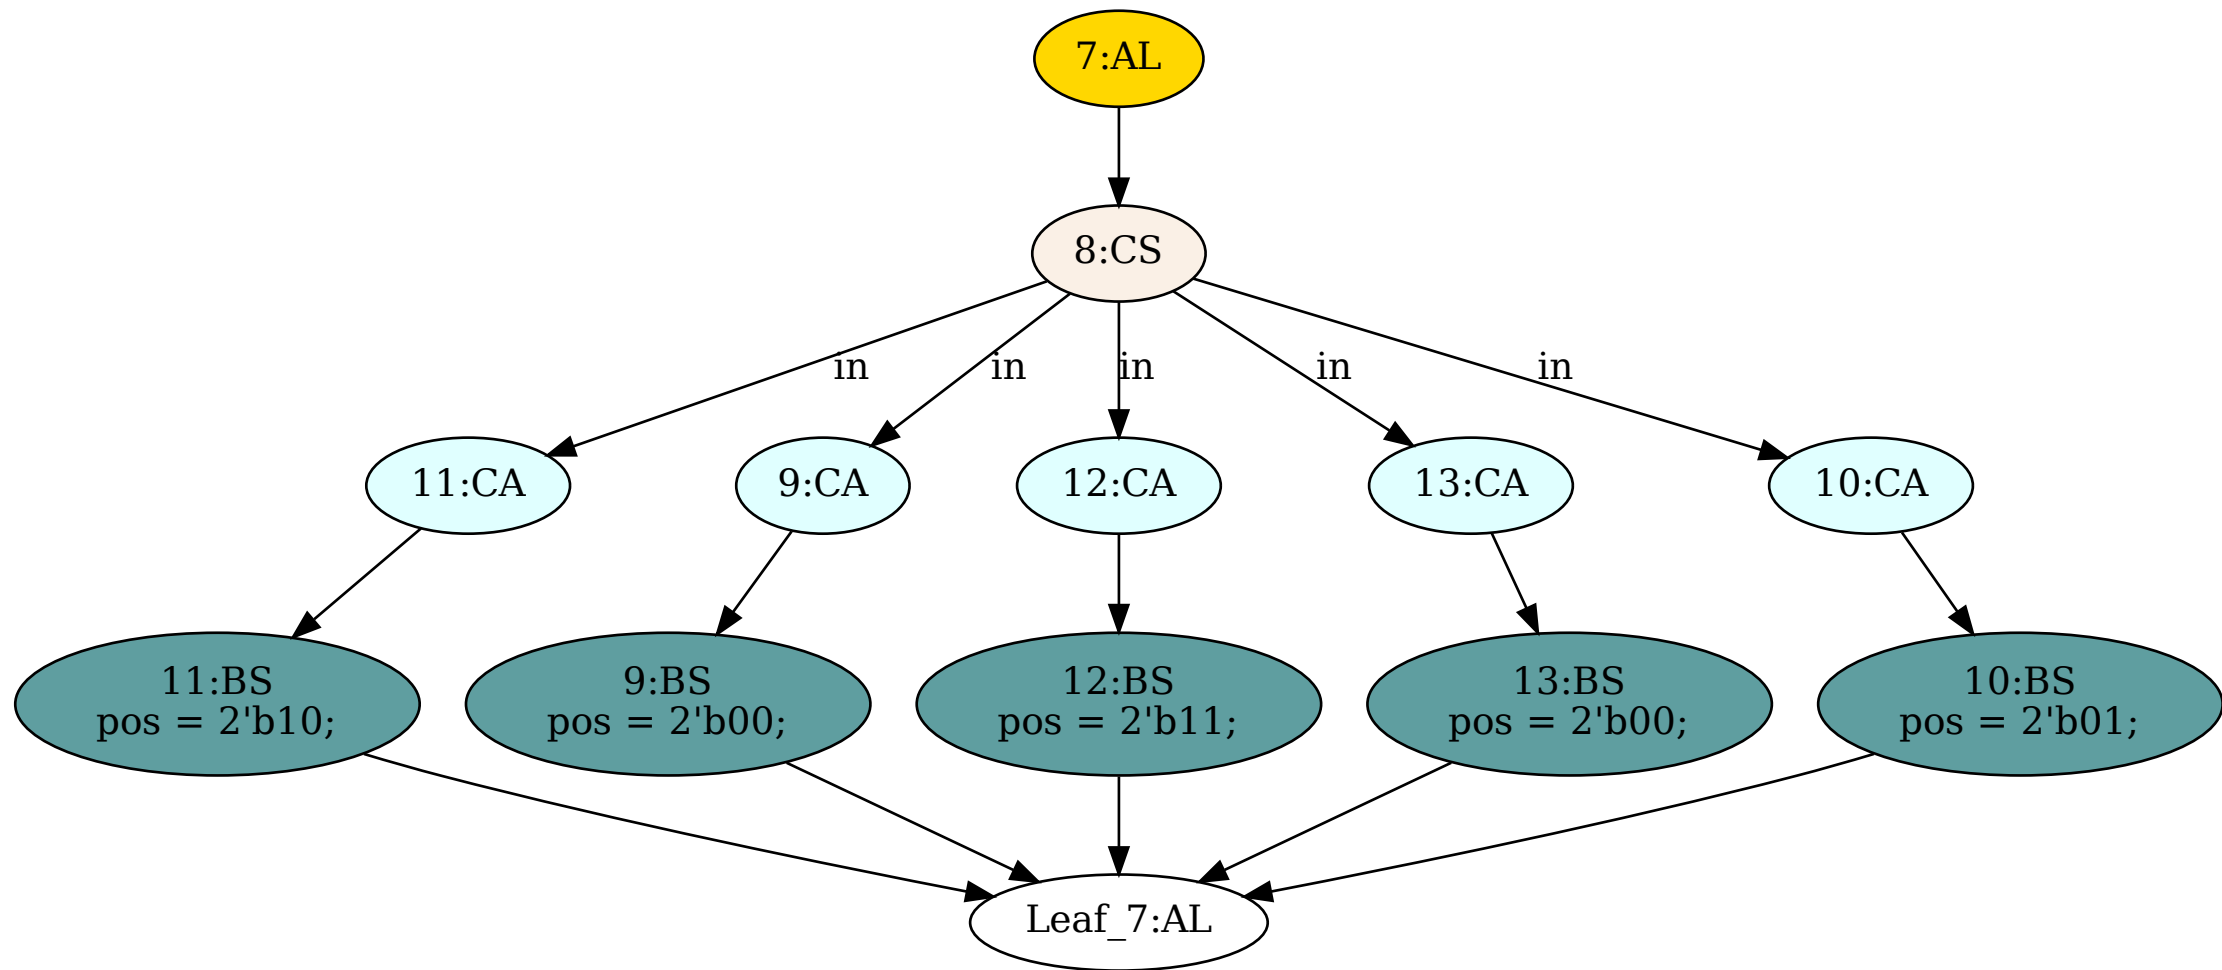 7:AL
8:CS
in
in
in
in
in
11:CA
9:CA
12:CA
13:CA
10:CA
11:BS
pos = 2'b10;
9:BS
pos = 2'b00;
12:BS
pos = 2'b11;
13:BS
pos = 2'b00;
10:BS
pos = 2'b01;
Leaf_7:AL